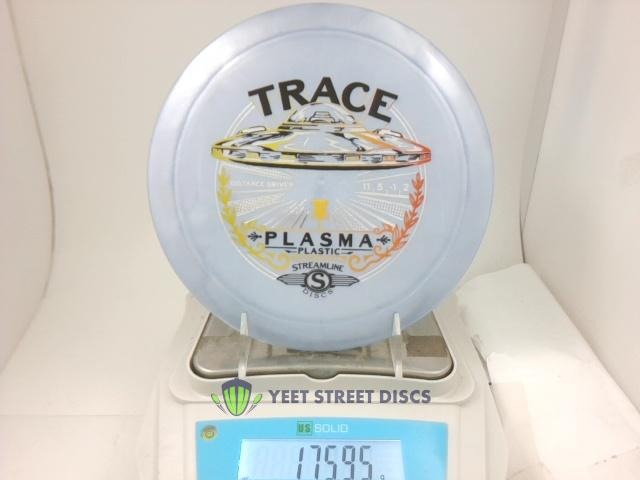 TRACE
DISTANCE DRIVER 11, 5, -1, 2
PLASMA
PLASTIC
STREAMLINE
S
DISCS
YEET STREET DISCS
US SOLID
175.95 g